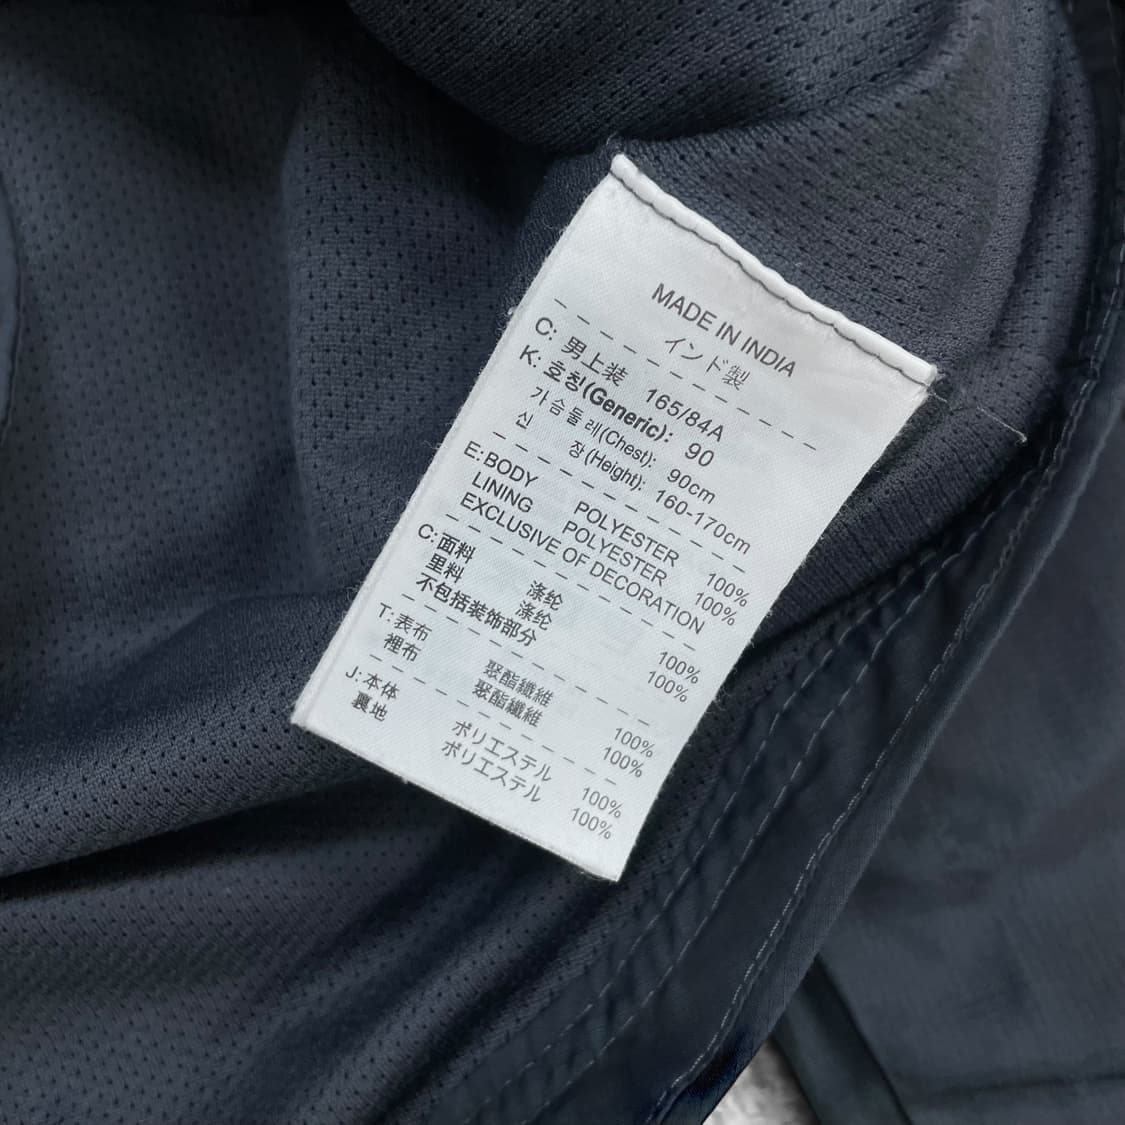 MADE IN INDIA
インド製
C: 男上装 165/84A
K: 호칭(Generic): 90
가슴둘레(Chest): 90cm
신 장(Height): 160-170cm
E: BODY POLYESTER 100%
LINING POLYESTER 100%
EXCLUSIVE OF DECORATION
C: 面料 涤纶 100%
里料 涤纶 100%
不包括装饰部分
T: 表布 聚酯纖維 100%
裡布 聚酯纖維 100%
J: 本体 ポリエステル 100%
裏地 ポリエステル 100%